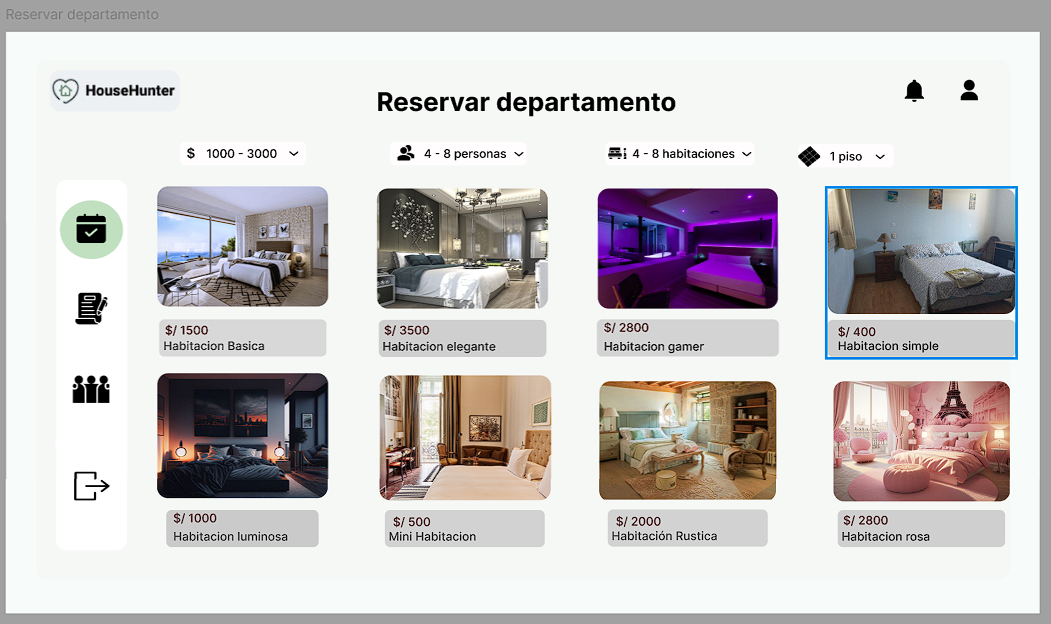 Reservar departamento
HouseHunter
Reservar departamento
$ 1000 - 3000
4 - 8 personas
4 - 8 habitaciones
1 piso
S/ 1500
Habitacion Basica
S/ 3500
Habitacion elegante
S/ 2800
Habitacion gamer
S/ 400
Habitacion simple
S/ 1000
Habitacion luminosa
S/ 500
Mini Habitacion
S/ 2000
Habitación Rustica
S/ 2800
Habitacion rosa